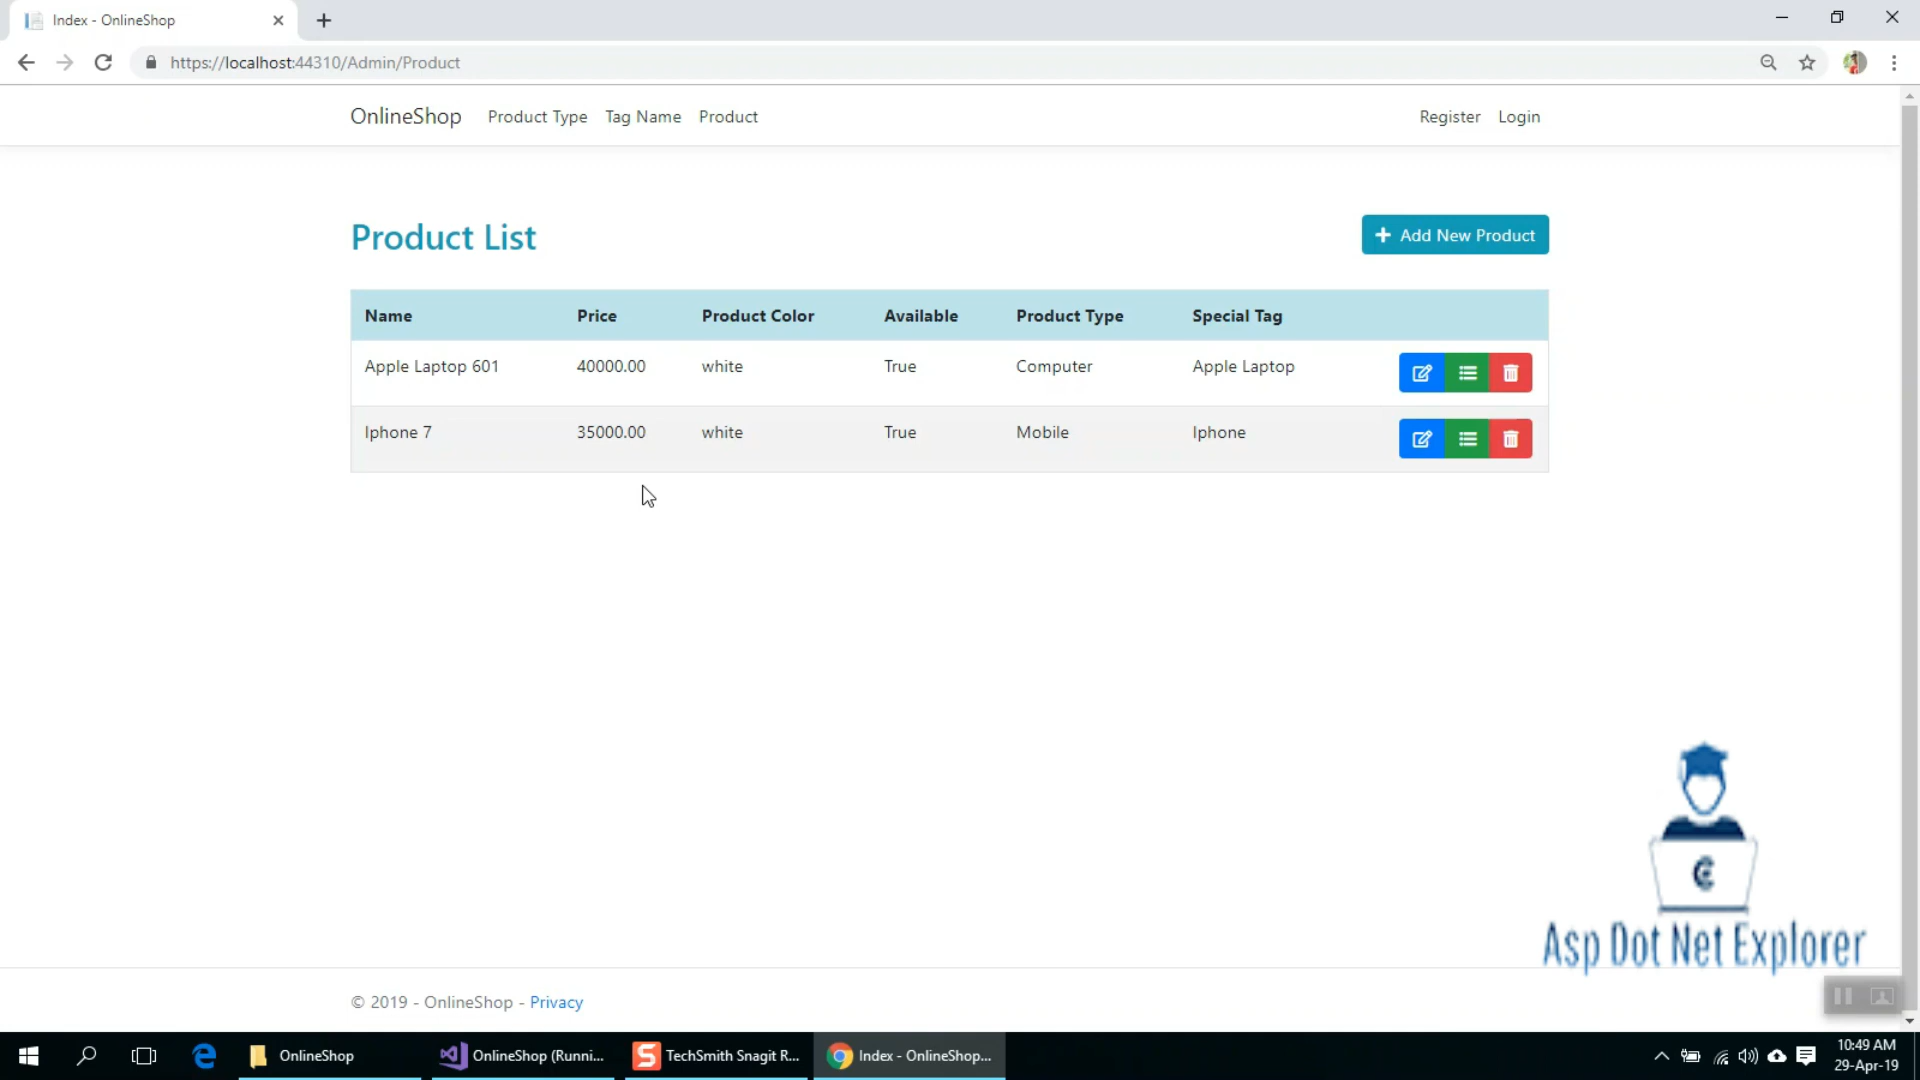 Index - OnlineShop
https://localhost:44310/Admin/Product
OnlineShop Product Type Tag Name Product Register Login
Product List
Add New Product
Name Price Product Color Available Product Type Special Tag
Apple Laptop 601 40000.00 white True Computer Apple Laptop
Iphone 7 35000.00 white True Mobile Iphone
Asp Dot Net Explorer
© 2019 - OnlineShop - Privacy
OnlineShop OnlineShop (Runni... TechSmith Snagit R... Index - OnlineShop...
10:49 AM
29-Apr-19